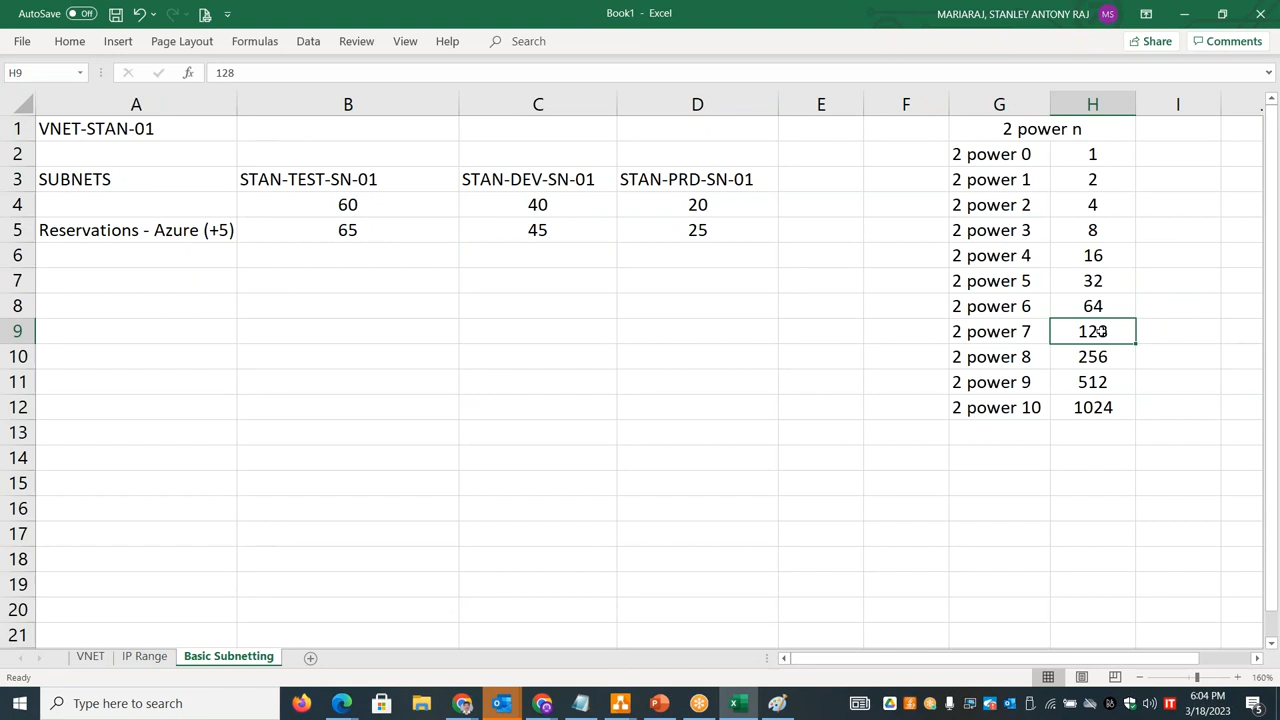 AutoSave Off Book1 - Excel MARIARAJ, STANLEY ANTONY RAJ MS
File Home Insert Page Layout Formulas Data Review View Help Search Share Comments
H9 fx 128
A B C D E F G H I
1 VNET-STAN-01 2 power n
2 2 power 0 1
3 SUBNETS STAN-TEST-SN-01 STAN-DEV-SN-01 STAN-PRD-SN-01 2 power 1 2
4 60 40 20 2 power 2 4
5 Reservations - Azure (+5) 65 45 25 2 power 3 8
6 2 power 4 16
7 2 power 5 32
8 2 power 6 64
9 2 power 7 128
10 2 power 8 256
11 2 power 9 512
12 2 power 10 1024
13
14
15
16
17
18
19
20
21
VNET IP Range Basic Subnetting
Ready 160%
Type here to search 6:04 PM
3/18/2023 5